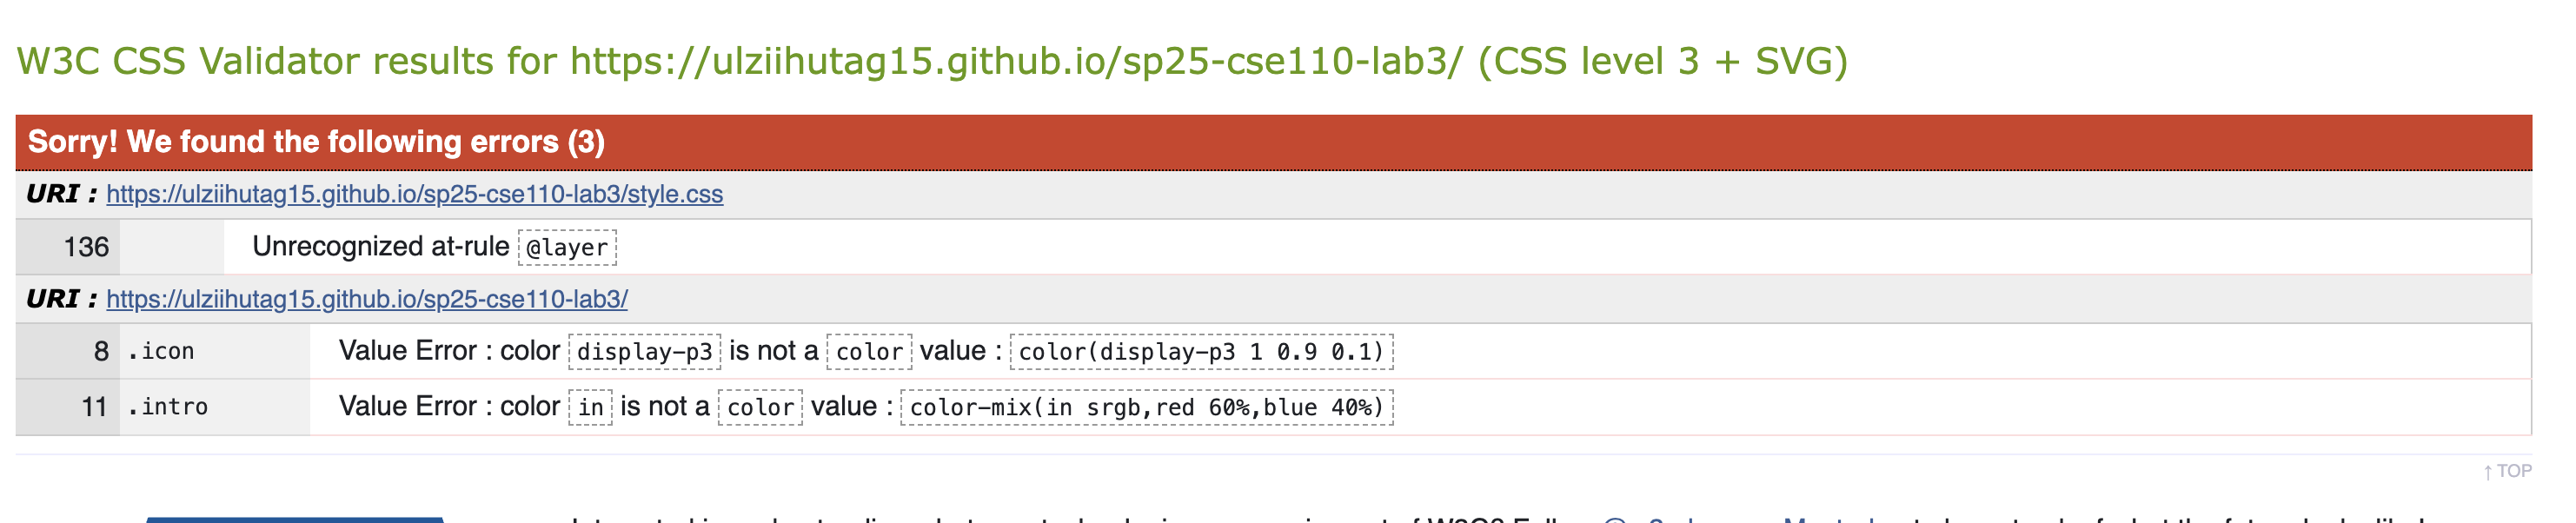 W3C CSS Validator results for https://ulziihutag15.github.io/sp25-cse110-lab3/ (CSS level 3 + SVG)
Sorry! We found the following errors (3)
URI : https://ulziihutag15.github.io/sp25-cse110-lab3/style.css
136 Unrecognized at-rule @layer
URI : https://ulziihutag15.github.io/sp25-cse110-lab3/
8 .icon Value Error : color display-p3 is not a color value : color(display-p3 1 0.9 0.1)
11 .intro Value Error : color in is not a color value : color-mix(in srgb,red 60%,blue 40%)
↑ TOP